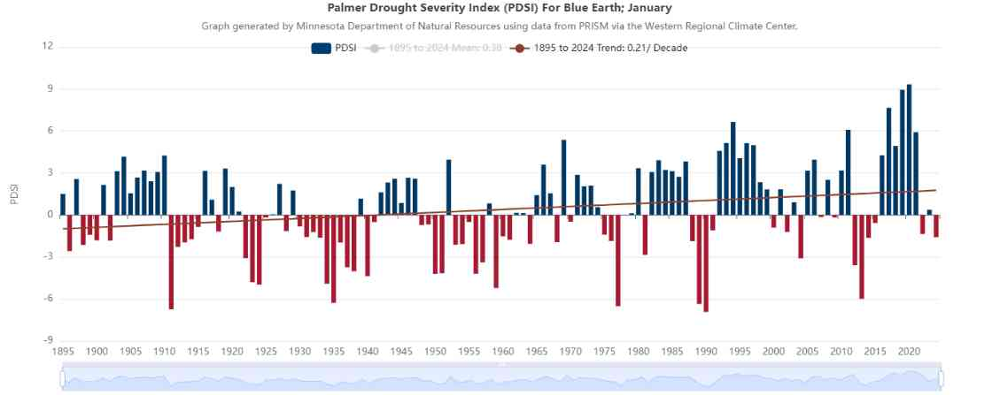 Palmer Drought Severity Index (PDSI) For Blue Earth; January
Graph generated by Minnesota Department of Natural Resources using data from PRISM via the Western Regional Climate Center.
PDSI 1895 to 2024 Mean: 0.38 1895 to 2024 Trend: 0.21/ Decade
12
9
6
3
0
-3
-6
-9
PDSI
1895 1900 1905 1910 1915 1920 1925 1930 1935 1940 1945 1950 1955 1960 1965 1970 1975 1980 1985 1990 1995 2000 2005 2010 2015 2020